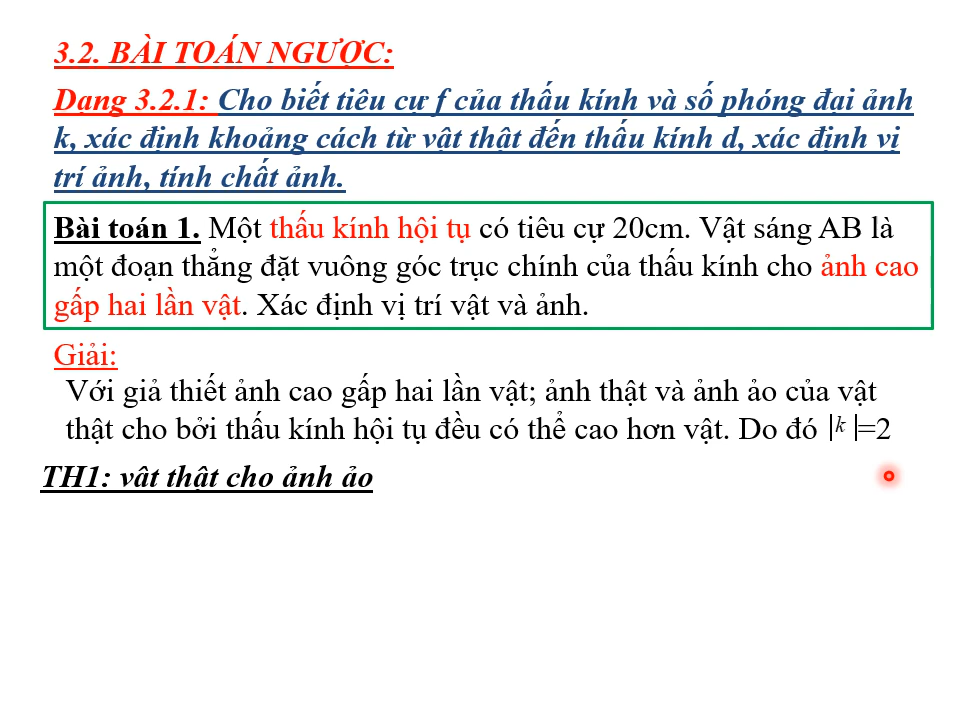 3.2. BÀI TOÁN NGƯỢC:
Dạng 3.2.1: Cho biết tiêu cự f của thấu kính và số phóng đại ảnh
k, xác định khoảng cách từ vật thật đến thấu kính d, xác định vị
trí ảnh, tính chất ảnh.
Bài toán 1. Một thấu kính hội tụ có tiêu cự 20cm. Vật sáng AB là
một đoạn thẳng đặt vuông góc trục chính của thấu kính cho ảnh cao
gấp hai lần vật. Xác định vị trí vật và ảnh.
Giải:
Với giả thiết ảnh cao gấp hai lần vật; ảnh thật và ảnh ảo của vật
thật cho bởi thấu kính hội tụ đều có thể cao hơn vật. Do đó |k|=2
TH1: vât thật cho ảnh ảo